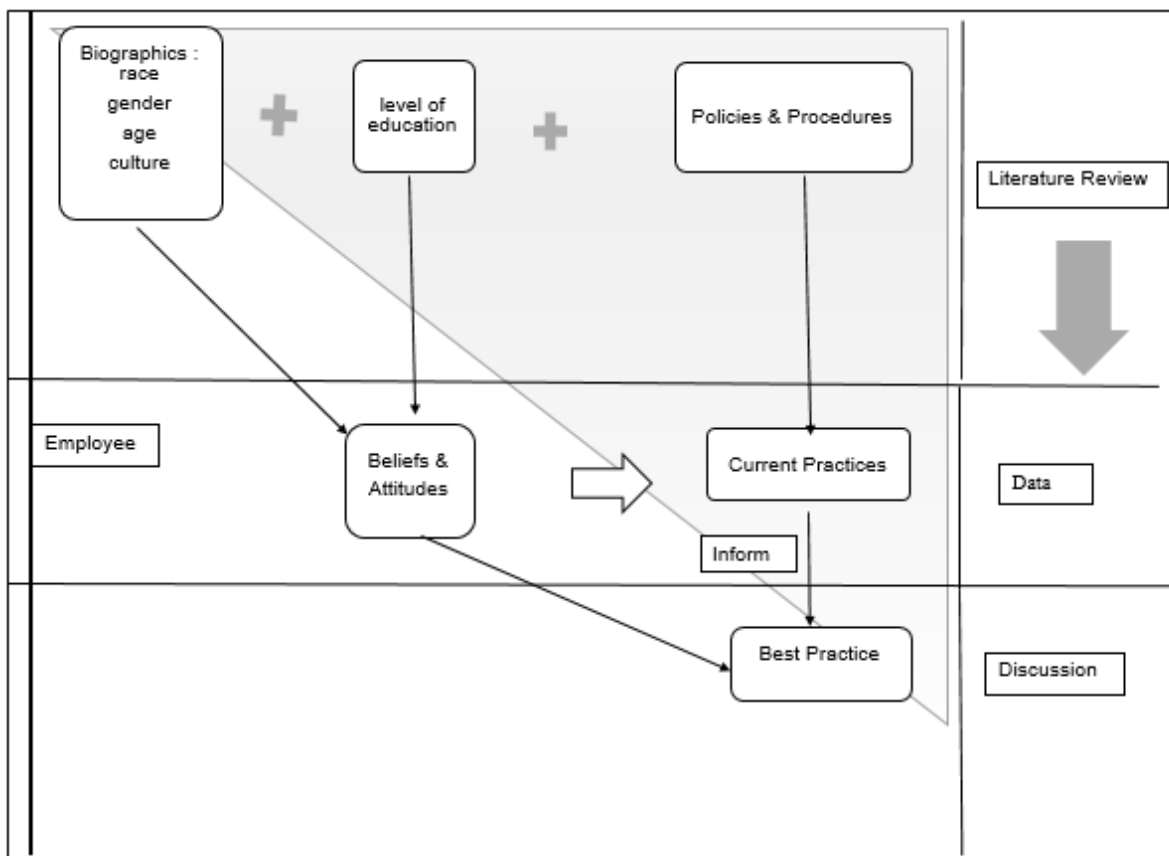 Biographics :
race
gender
age
culture
level of
education
Policies & Procedures
Literature Review
Employee
Beliefs &
Attitudes
Current Practices
Data
Inform
Best Practice
Discussion